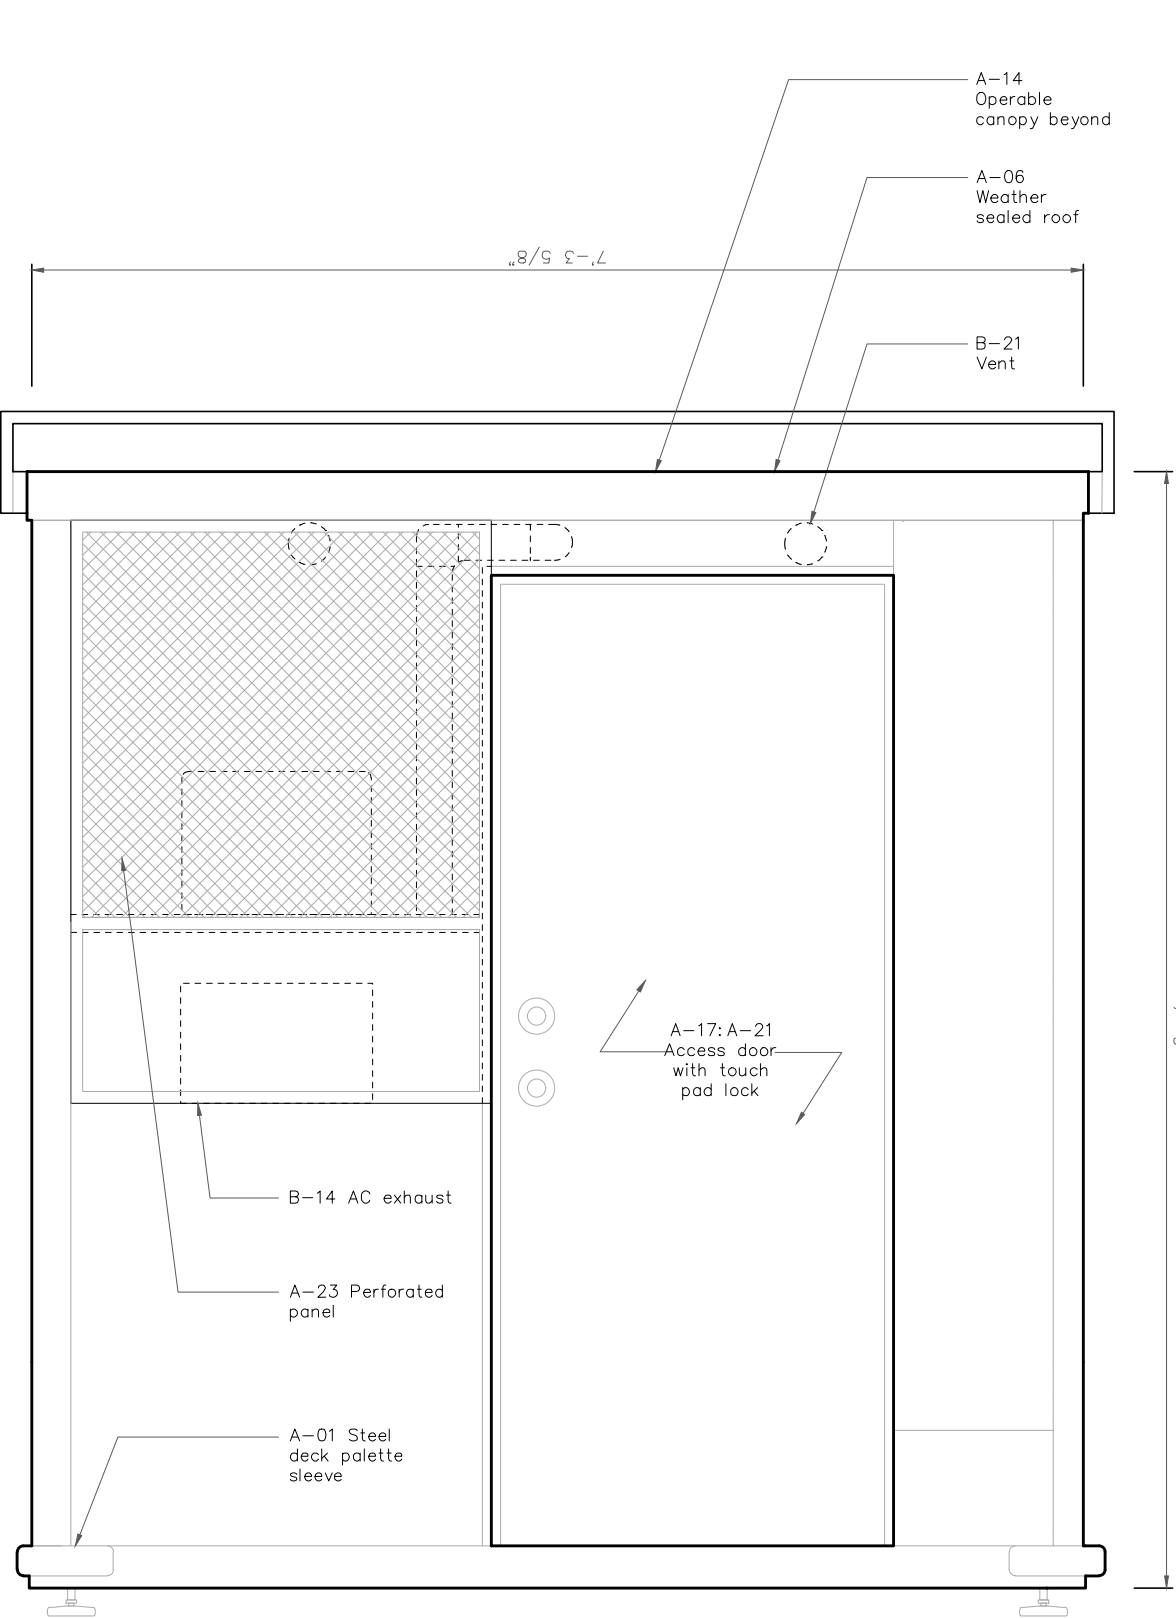 A-14
Operable
canopy beyond
A-06
Weather
sealed roof
7'-3 5/8"
B-21
Vent
A-17:A-21
Access door
with touch
pad lock
B-14 AC exhaust
A-23 Perforated
panel
A-01 Steel
deck palette
sleeve